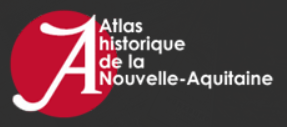 A
Atlas
historique
de la
Nouvelle-Aquitaine